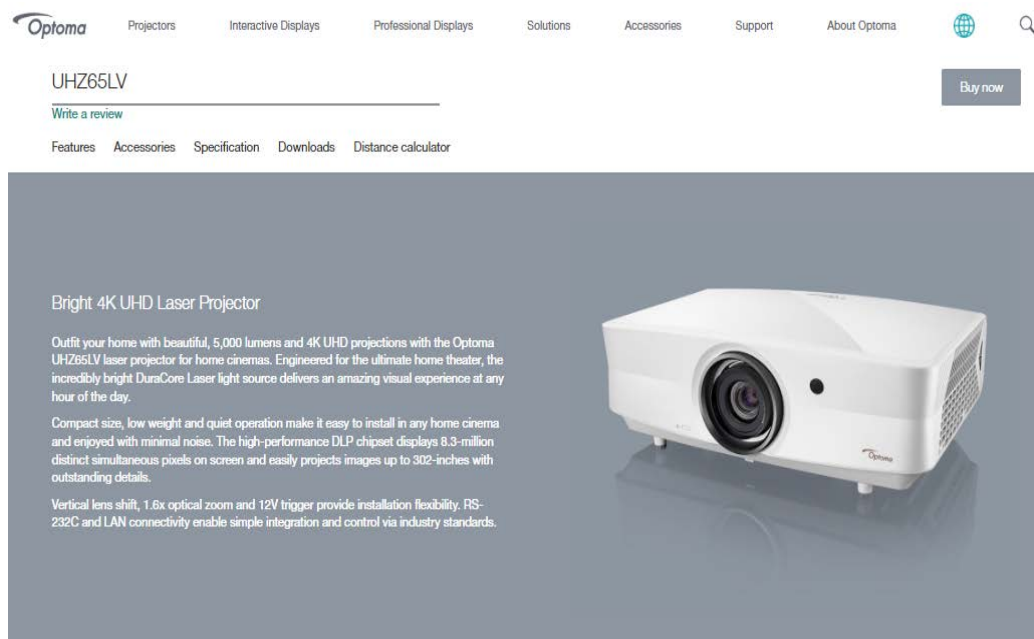 Optoma
Projectors
Interactive Displays
Professional Displays
Solutions
Accessories
Support
About Optoma
UHZ65LV
Buy now
Write a review
Features
Accessories
Specification
Downloads
Distance calculator
Bright 4K UHD Laser Projector
Outfit your home with beautiful, 5,000 lumens and 4K UHD projections with the Optoma
UHZ65LV laser projector for home cinemas. Engineered for the ultimate home theater, the
incredibly bright DuraCore Laser light source delivers an amazing visual experience at any
hour of the day.
Compact size, low weight and quiet operation make it easy to install in any home cinema
and enjoyed with minimal noise. The high-performance DLP chipset displays 8.3-million
distinct simultaneous pixels on screen and easily projects images up to 302-inches with
outstanding details.
Vertical lens shift, 1.6x optical zoom and 12V trigger provide installation flexibility. RS-
232C and LAN connectivity enable simple integration and control via industry standards.
Optoma